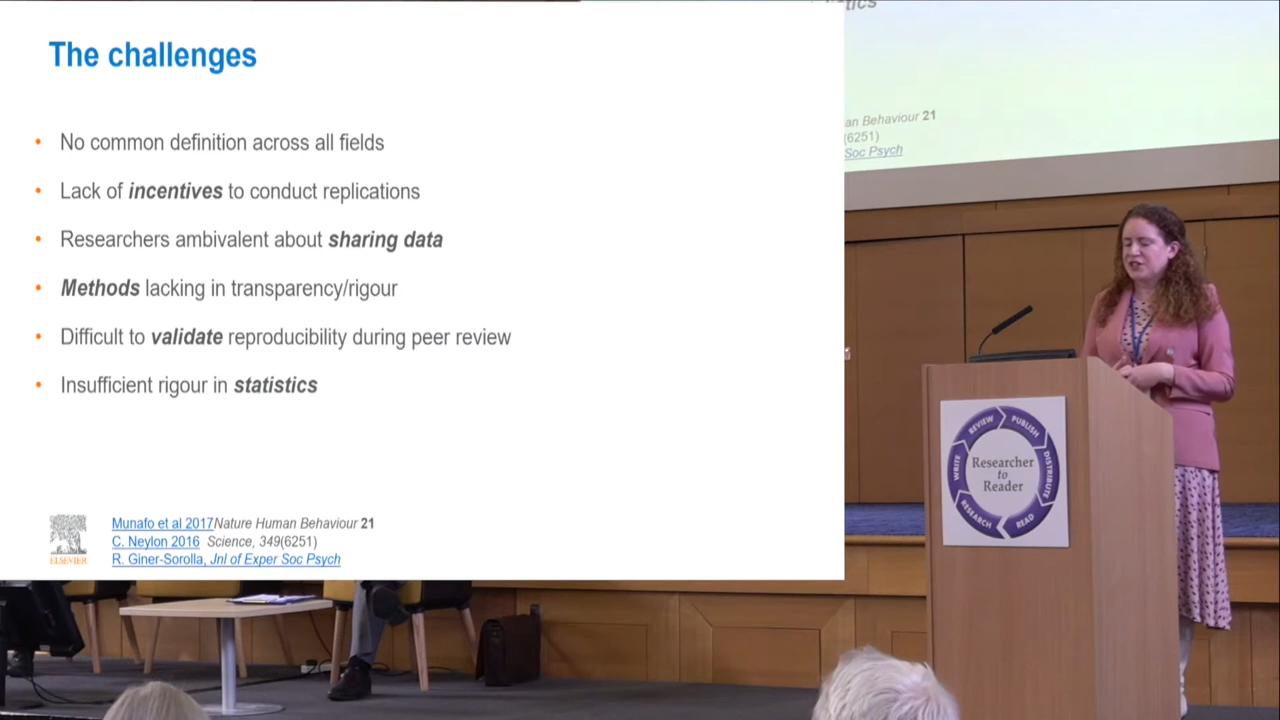 The challenges
No common definition across all fields
Lack of incentives to conduct replications
Researchers ambivalent about sharing data
Methods lacking in transparency/rigour
Difficult to validate reproducibility during peer review
Insufficient rigour in statistics
ELSEVIER
Munafo et al 2017Nature Human Behaviour 21
C. Neylon 2016 Science, 349(6251)
R. Giner-Sorolla, Jnl of Exper Soc Psych
an Behaviour 21
(6251)
Soc Psych
REVIEW
PUBLISH
DISTRIBUTE
READ
RESEARCH
WRITE
Researcher
to
Reader